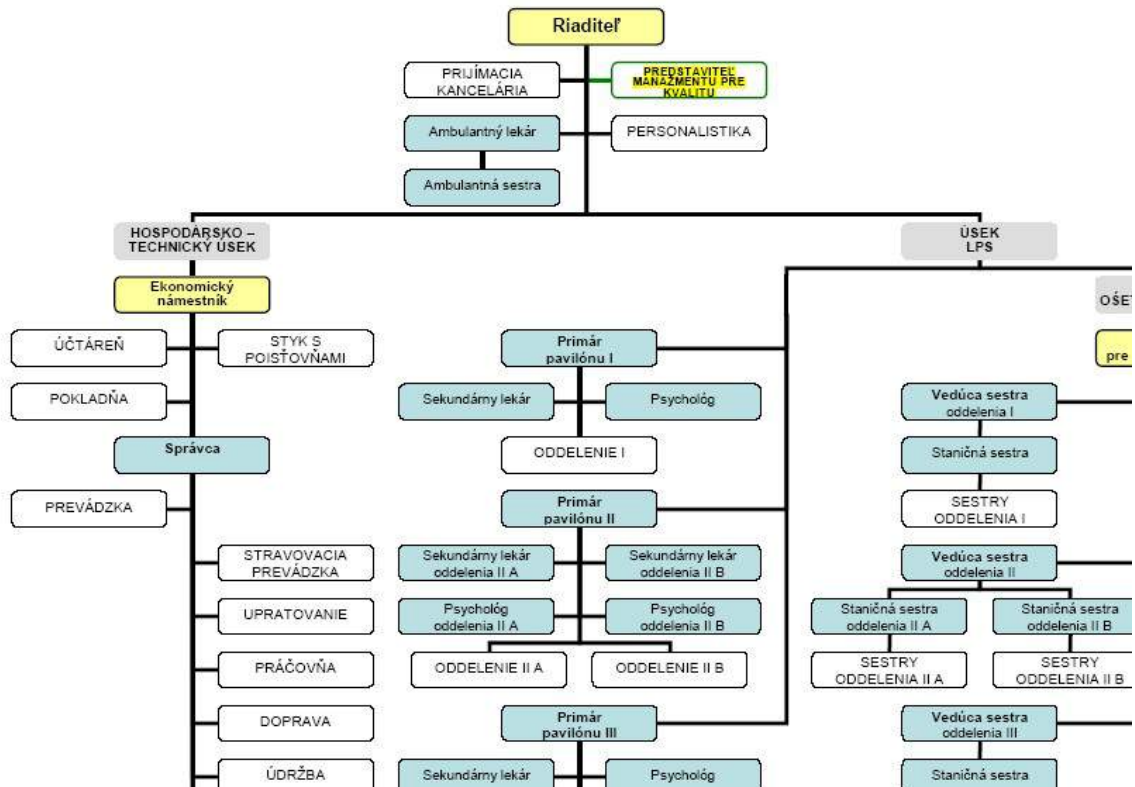 Riaditeľ
PRIJÍMACIA
KANCELÁRIA
PREDSTAVITEĽ
MANAŽMENTU PRE
KVALITU
Ambulantný lekár
PERSONALISTIKA
Ambulantná sestra
HOSPODÁRSKO –
TECHNICKÝ ÚSEK
ÚSEK
LPS
Ekonomický
námestník
OŠET
pre
ÚČTÁREŇ
STYK S
POISŤOVŇAMI
POKLADŇA
Správca
PREVÁDZKA
STRAVOVACIA
PREVÁDZKA
UPRATOVANIE
PRÁČOVŇA
DOPRAVA
ÚDRŽBA
Primár
pavilónu I
Sekundárny lekár
Psychológ
ODDELENIE I
Primár
pavilónu II
Sekundárny lekár
oddelenia II A
Sekundárny lekár
oddelenia II B
Psychológ
oddelenia II A
Psychológ
oddelenia II B
ODDELENIE II A
ODDELENIE II B
Primár
pavilónu III
Sekundárny lekár
Psychológ
Vedúca sestra
oddelenia I
Staničná sestra
SESTRY
ODDELENIA I
Vedúca sestra
oddelenia II
Staničná sestra
oddelenia II A
Staničná sestra
oddelenia II B
SESTRY
ODDELENIA II A
SESTRY
ODDELENIA II B
Vedúca sestra
oddelenia III
Staničná sestra